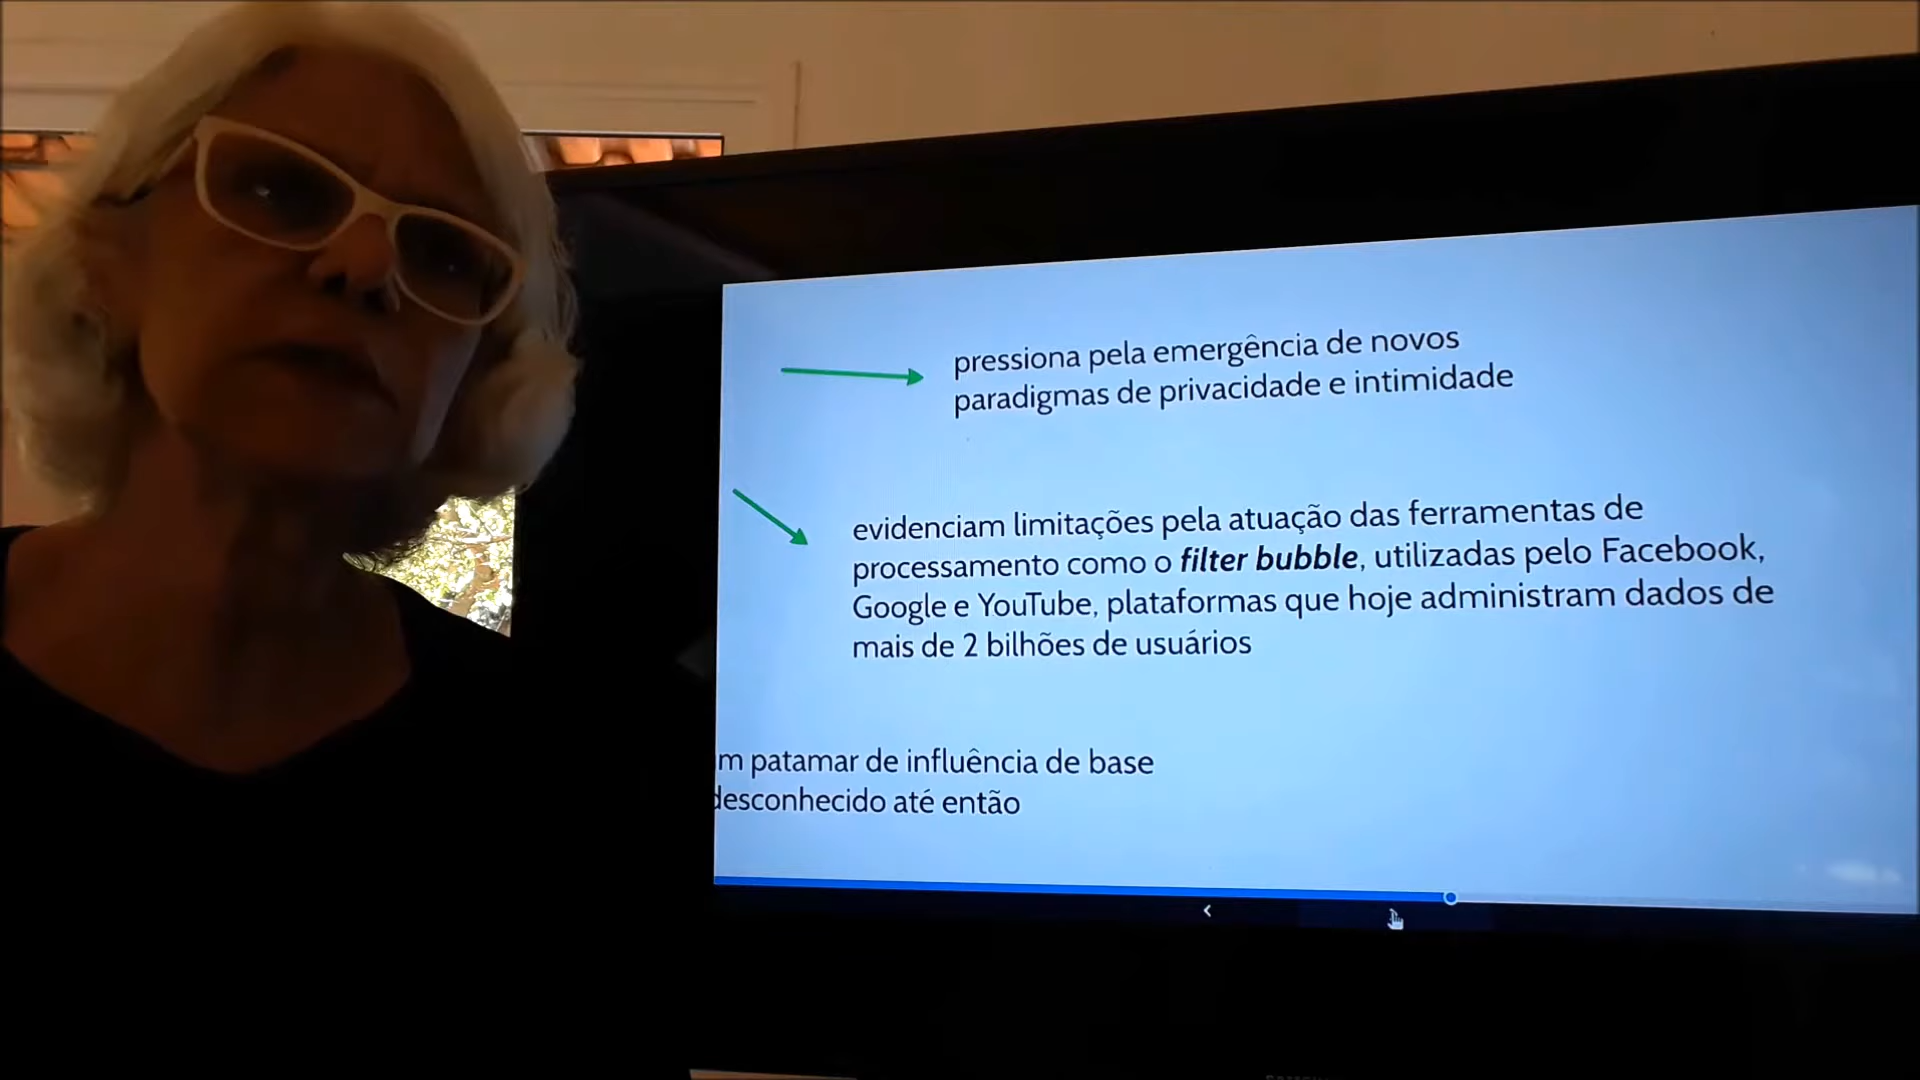 pressiona pela emergência de novos
paradigmas de privacidade e intimidade
evidenciam limitações pela atuação das ferramentas de
processamento como o filter bubble, utilizadas pelo Facebook,
Google e YouTube, plataformas que hoje administram dados de
mais de 2 bilhões de usuários
m patamar de influência de base
desconhecido até então